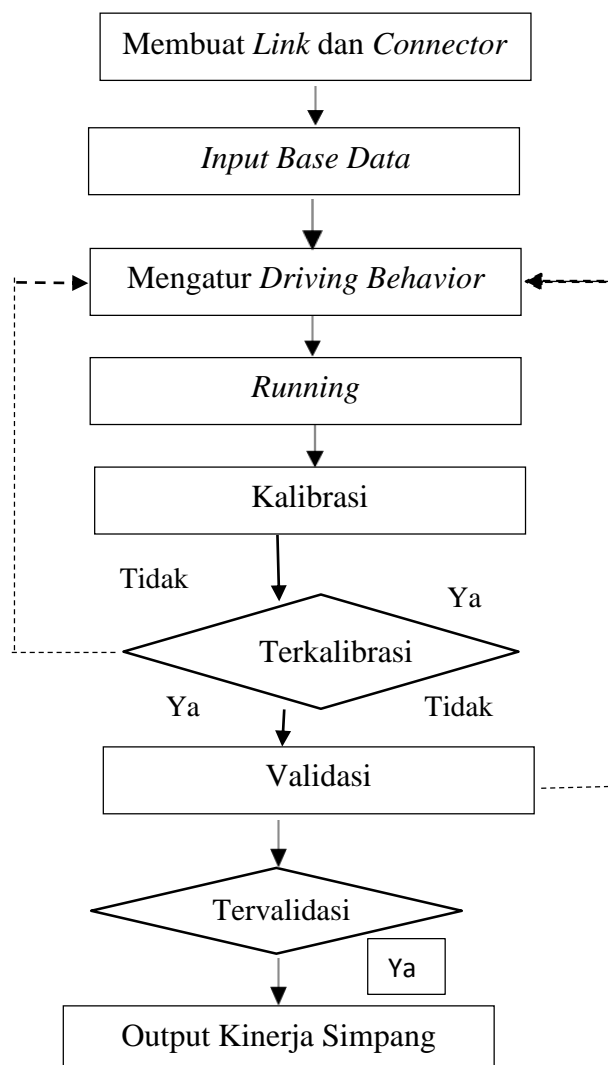 Membuat Link dan Connector
Input Base Data
Mengatur Driving Behavior
Running
Kalibrasi
Tidak
Ya
Terkalibrasi
Ya
Tidak
Validasi
Tervalidasi
Ya
Output Kinerja Simpang